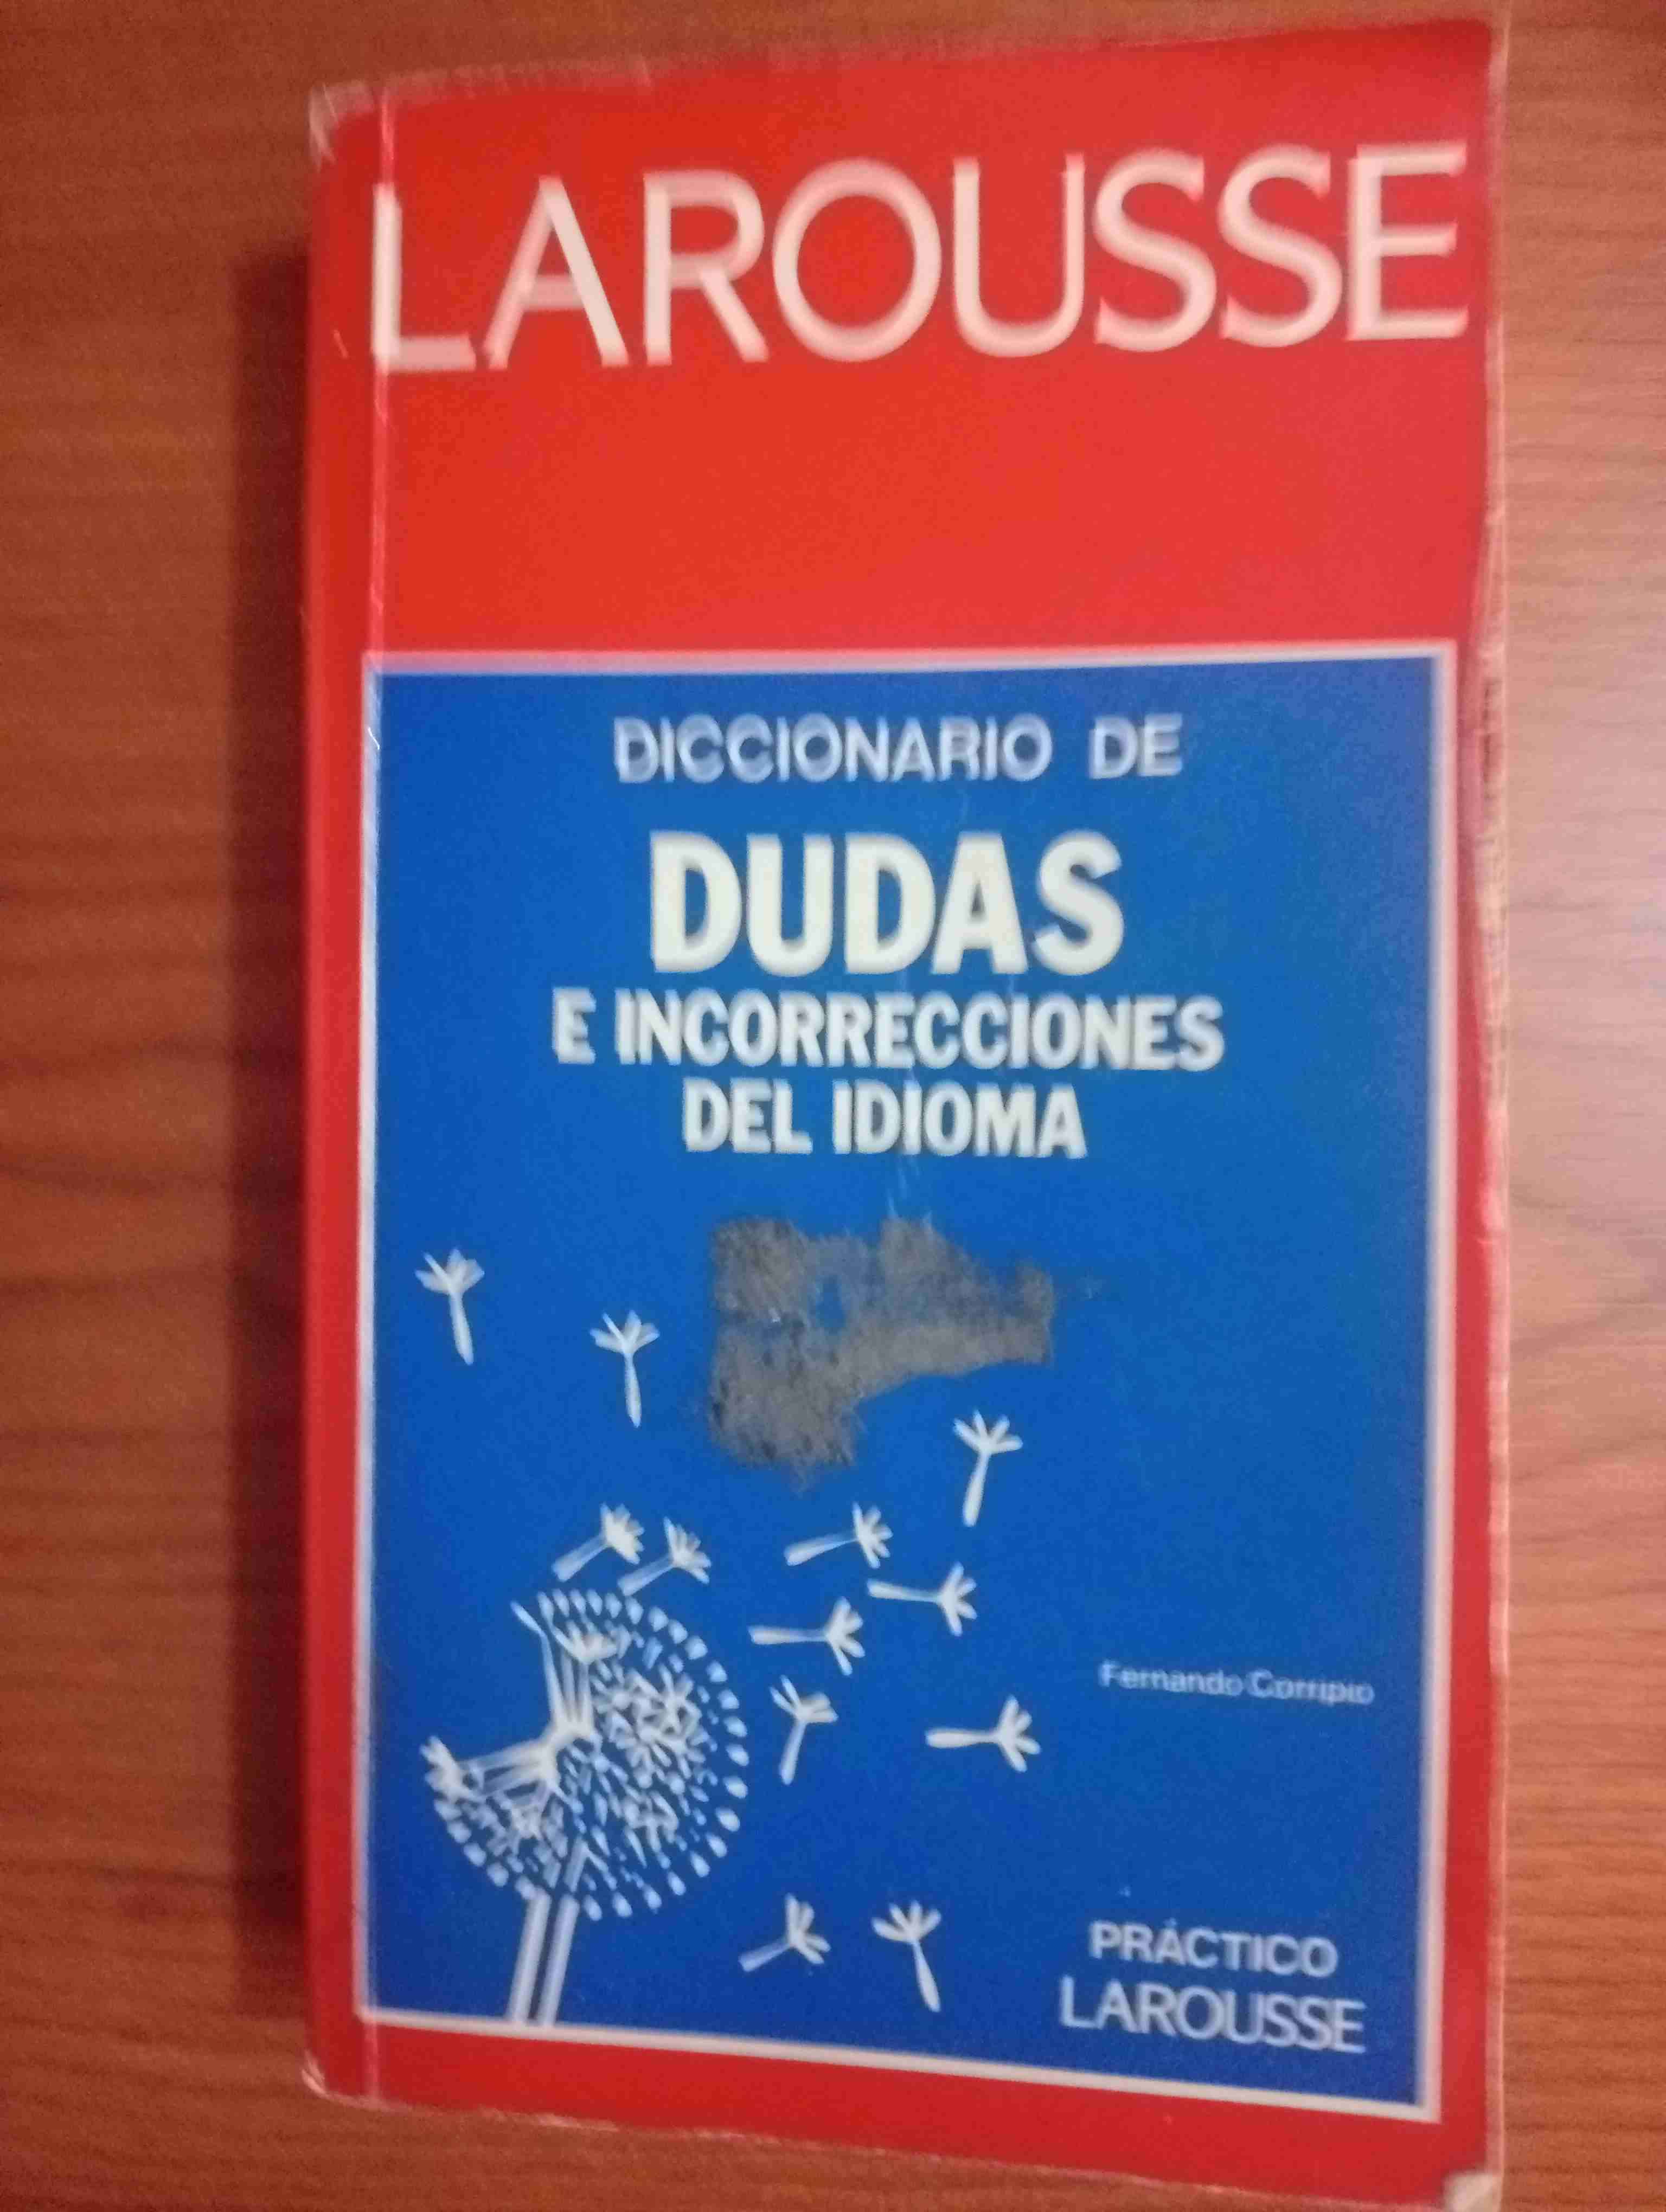 LAROUSSE
DICCIONARIO DE
DUDAS
E INCORRECCIONES
DEL IDIOMA
Fernando Corripio
PRÁCTICO
LAROUSSE